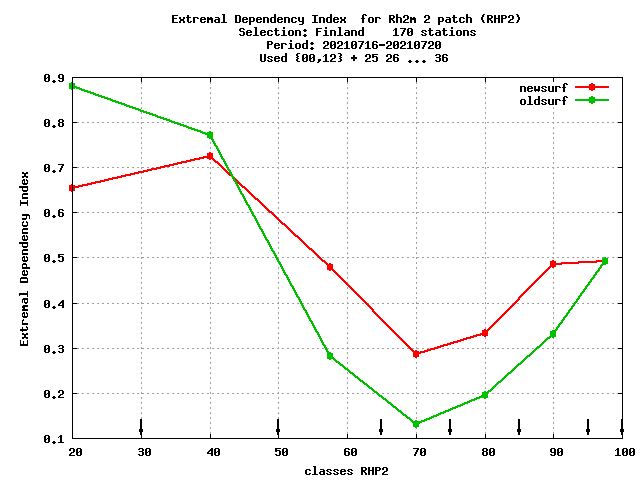 Extremal Dependency Index  for Rh2m 2 patch (RHP2)
Selection: Finland    170 stations
Period: 20210716-20210720
Used {00,12} + 25 26 ... 36
newsurf
oldsurf
0.9
0.8
0.7
0.6
0.5
0.4
0.3
0.2
0.1
Extremal Dependency Index
20 30 40 50 60 70 80 90 100
classes RHP2